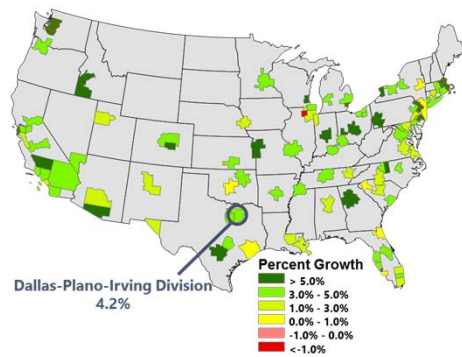 Dallas-Plano-Irving Division
4.2%
Percent Growth
> 5.0%
3.0% - 5.0%
1.0% - 3.0%
0.0% - 1.0%
-1.0% - 0.0%
<-1.0%